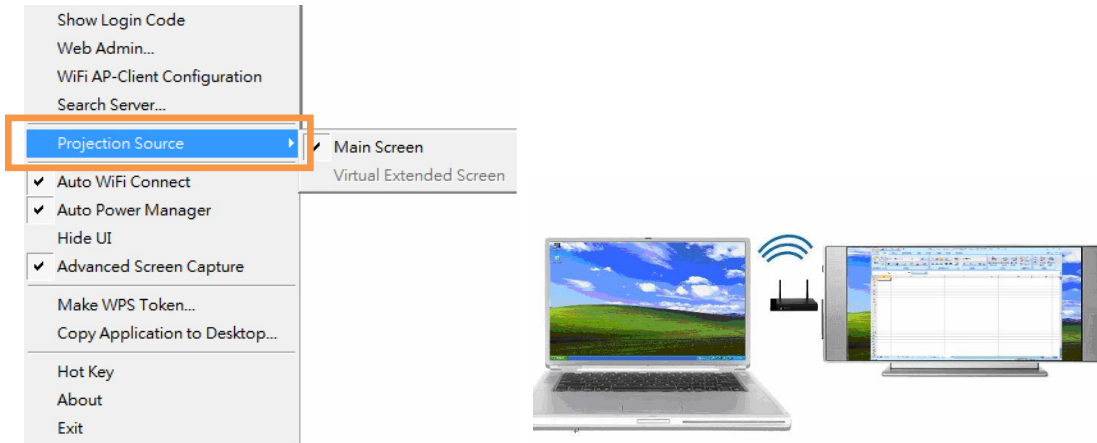 Show Login Code
Web Admin...
WiFi AP-Client Configuration
Search Server...
Projection Source
Main Screen
Virtual Extended Screen
Auto WiFi Connect
Auto Power Manager
Hide UI
Advanced Screen Capture
Make WPS Token...
Copy Application to Desktop...
Hot Key
About
Exit